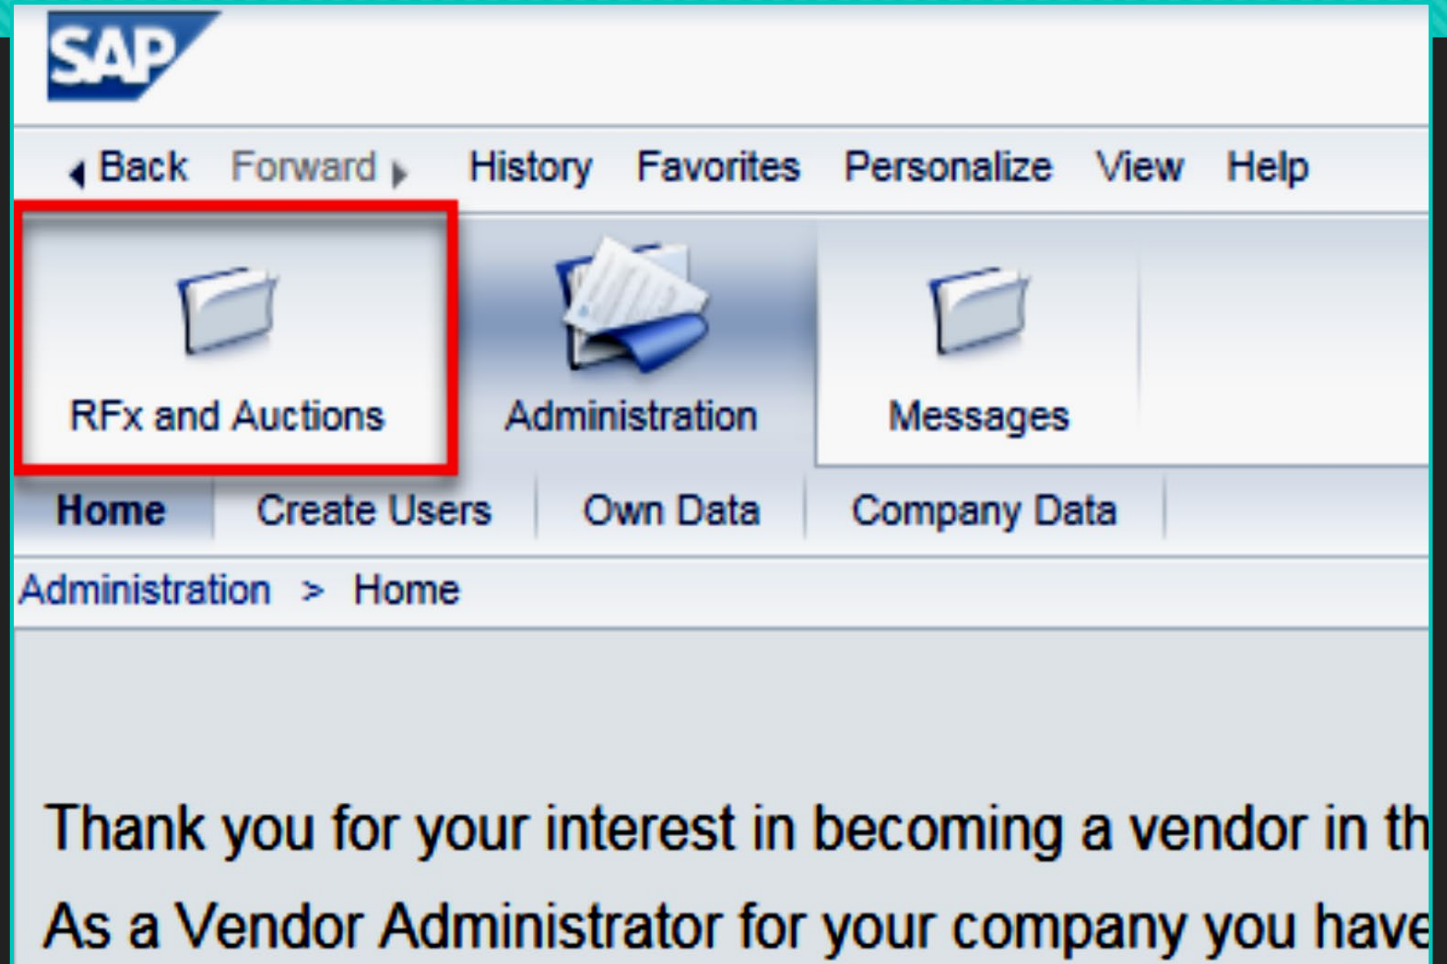 SAP
Back Forward History Favorites Personalize View Help
RFx and Auctions Administration Messages
Home Create Users Own Data Company Data
Administration > Home
Thank you for your interest in becoming a vendor in th
As a Vendor Administrator for your company you have